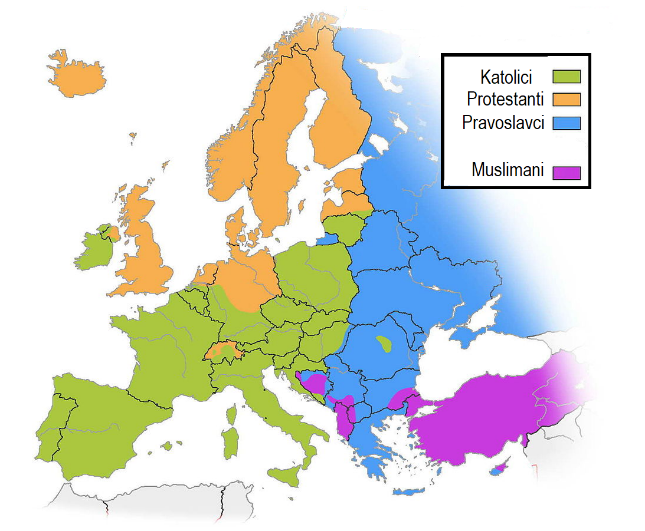 Katolici
Protestanti
Pravoslavci
Muslimani